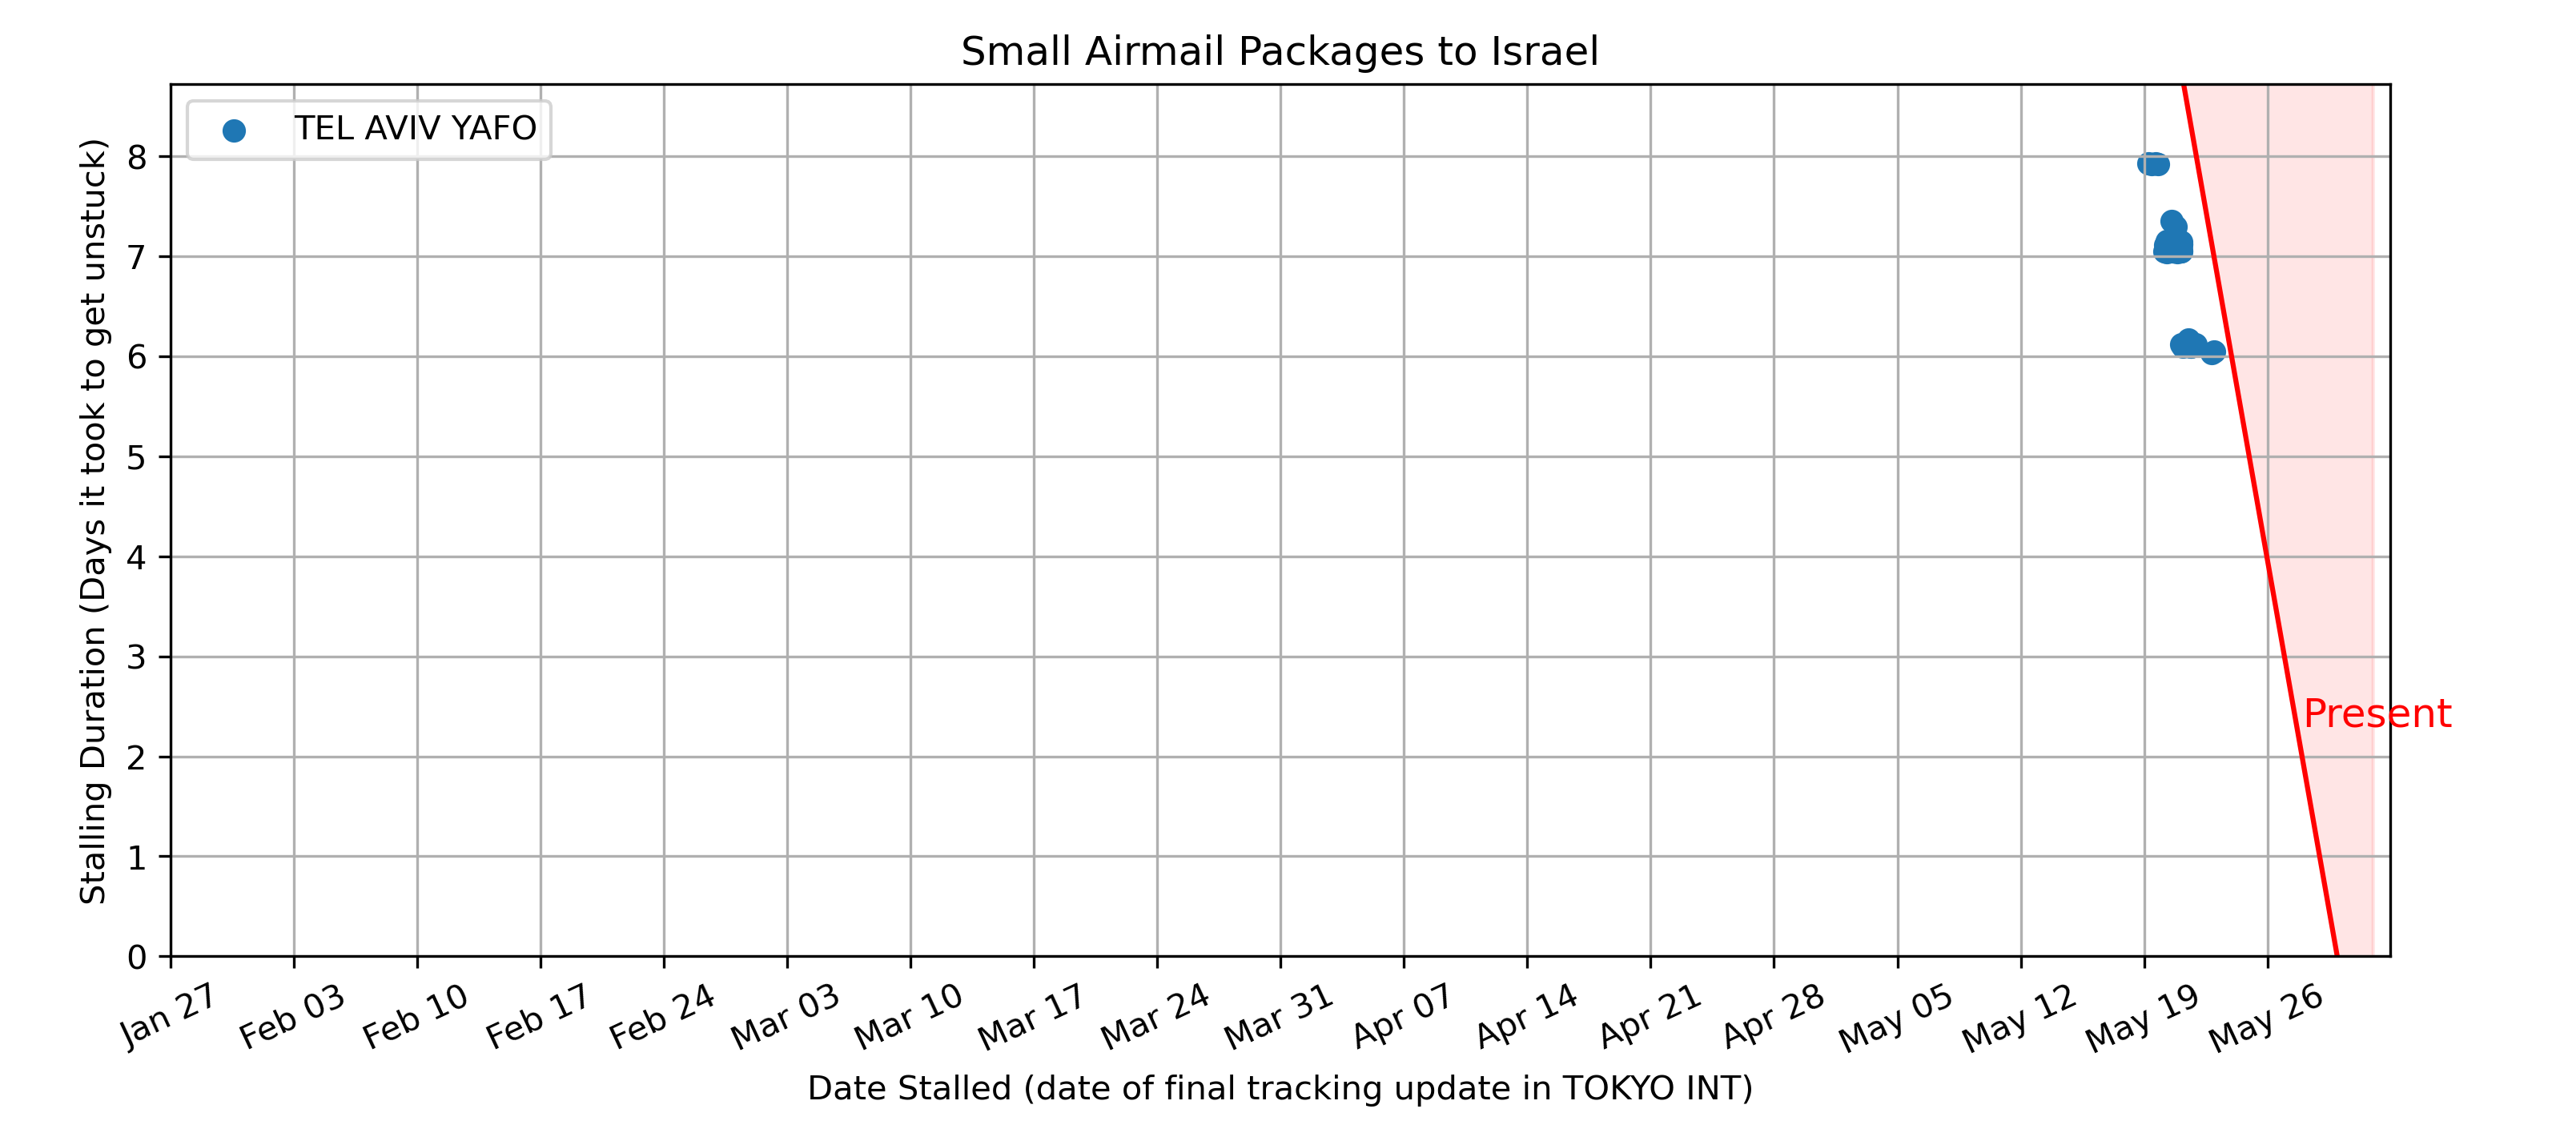 Small Airmail Packages to Israel
TEL AVIV YAFO
Stalling Duration (Days it took to get unstuck)
8
7
6
5
4
3
2
1
0
Present
Jan 27
Feb 03
Feb 10
Feb 17
Feb 24
Mar 03
Mar 10
Mar 17
Mar 24
Mar 31
Apr 07
Apr 14
Apr 21
Apr 28
May 05
May 12
May 19
May 26
Date Stalled (date of final tracking update in TOKYO INT)